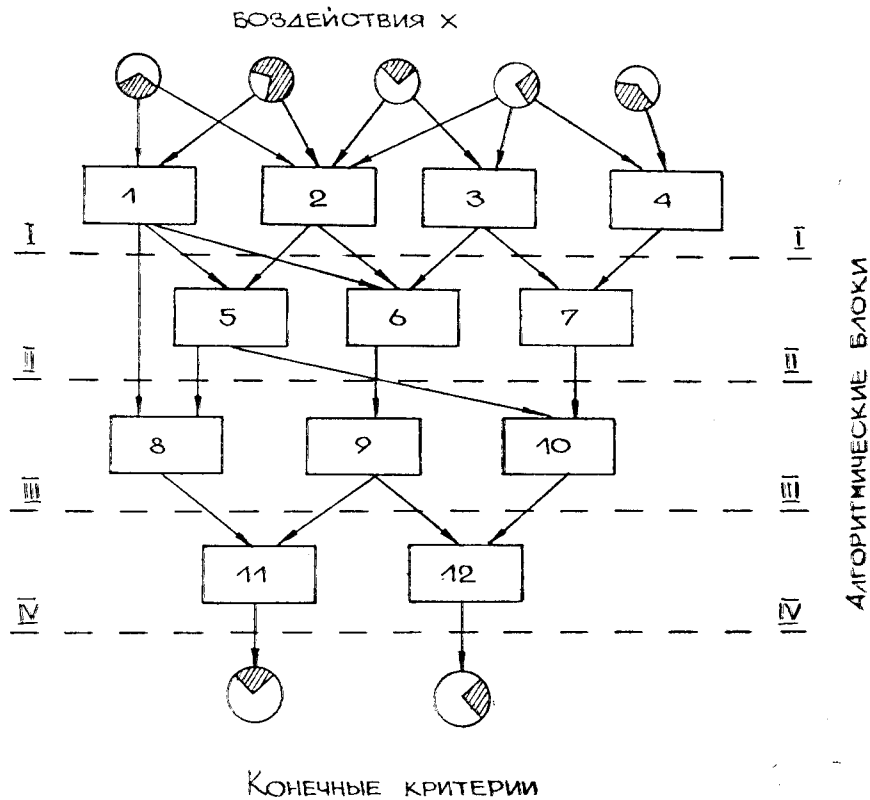 БОЗДЕЙСТВИЯ X
1 2 3 4
I I
5 6 7
II II
8 9 10
III III
11 12
IV IV
КОНЕЧНЫЕ КРИТЕРИИ
АЛГОРИТМИЧЕСКИЕ БЛОКИ